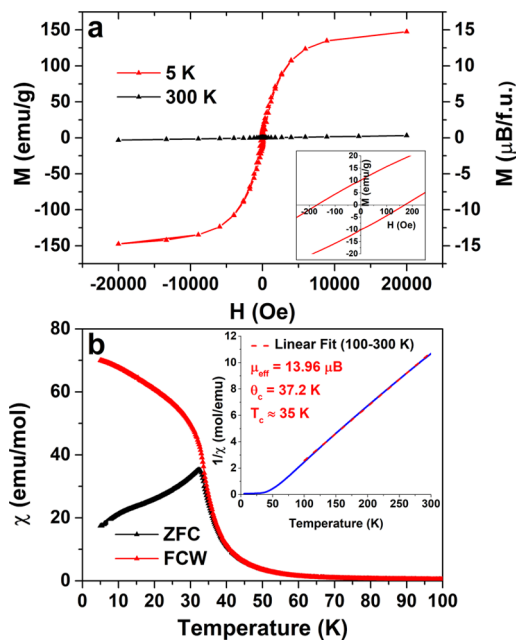 a
5 K
300 K
M (emu/g)
150
100
50
0
-50
-100
-150
M (μB/f.u.)
15
10
5
0
-5
-10
-15
M (emu/g)
20
15
10
5
0
-5
-10
-15
-20
-200 -100 0 100 200
H (Oe)
-20000 -10000 0 10000 20000
H (Oe)
b
χ (emu/mol)
80
60
40
20
0
ZFC
FCW
Linear Fit (100-300 K)
μeff = 13.96 μB
θc = 37.2 K
Tc ≈ 35 K
1/χ (mol/emu)
12
10
8
6
4
2
0
0 50 100 150 200 250 300
Temperature (K)
0 10 20 30 40 50 60 70 80 90 100
Temperature (K)